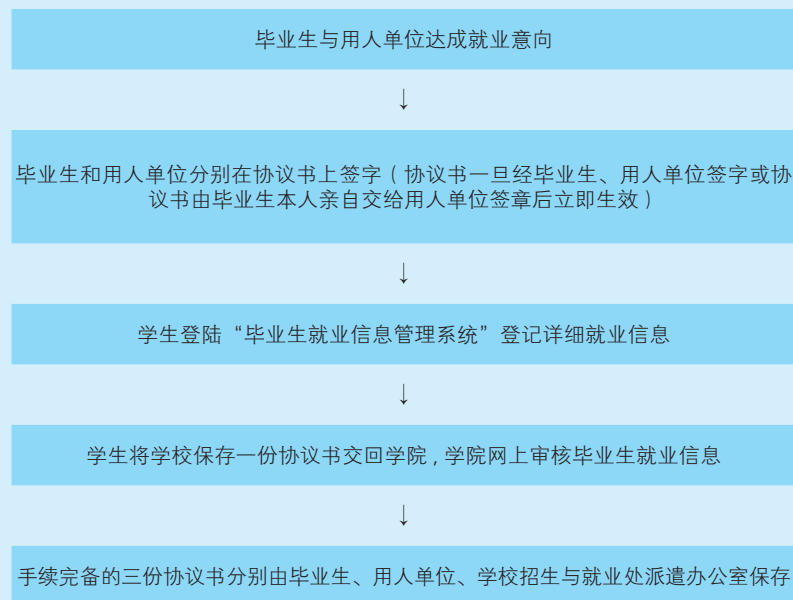 毕业生与用人单位达成就业意向
↓
毕业生和用人单位分别在协议书上签字（协议书一旦经毕业生、用人单位签字或协
议书由毕业生本人亲自交给用人单位签章后立即生效）
↓
学生登陆“毕业生就业信息管理系统”登记详细就业信息
↓
学生将学校保存一份协议书交回学院，学院网上审核毕业生就业信息
↓
手续完备的三份协议书分别由毕业生、用人单位、学校招生与就业处派遣办公室保存